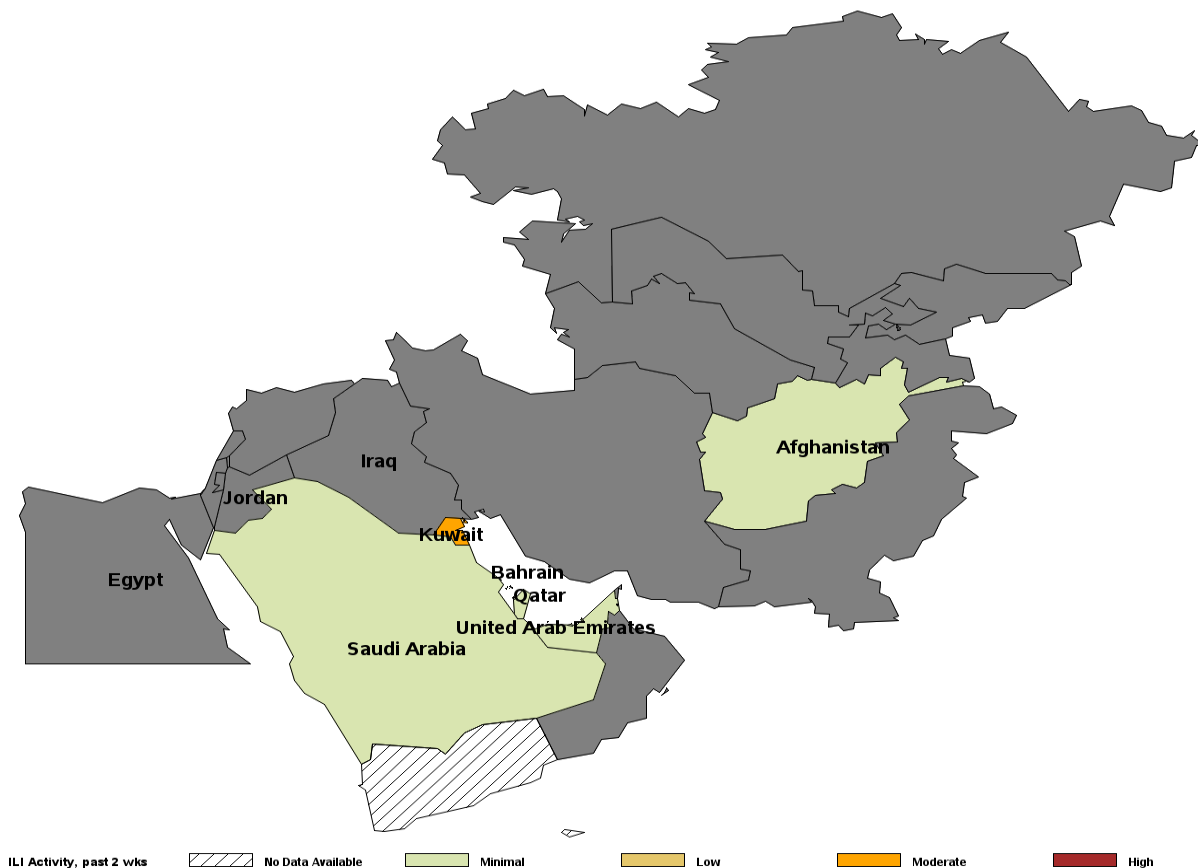 Afghanistan
Iraq
Jordan
Kuwait
Bahrain
Egypt
Qatar
United Arab Emirates
Saudi Arabia
ILI Activity, past 2 wks No Data Available Minimal Low Moderate High